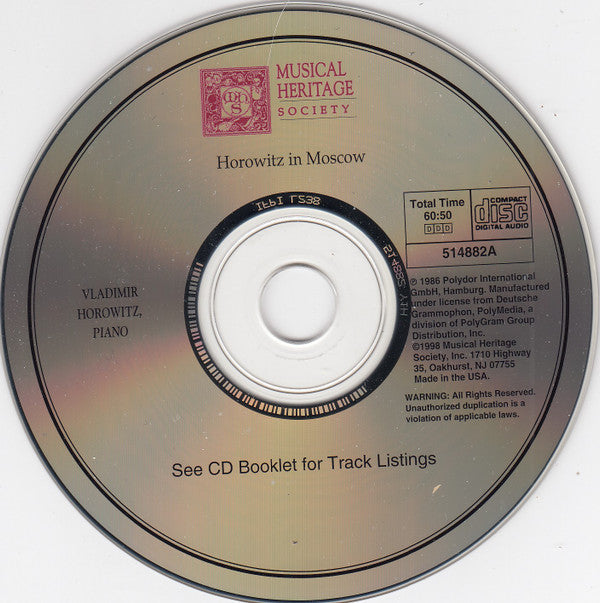 mhs
MUSICAL
HERITAGE
SOCIETY
Horowitz in Moscow
Total Time
60:50
DDD
COMPACT
disc
DIGITAL AUDIO
514882A
VLADIMIR
HOROWITZ,
PIANO
℗ 1986 Polydor International
GmbH, Hamburg. Manufactured
under license from Deutsche
Grammophon, PolyMedia, a
division of PolyGram Group
Distribution, Inc.
©1998 Musical Heritage
Society, Inc. 1710 Highway
35, Oakhurst, NJ 07755
Made in the USA.
WARNING: All Rights Reserved.
Unauthorized duplication is a
violation of applicable laws.
See CD Booklet for Track Listings
IFPI L538